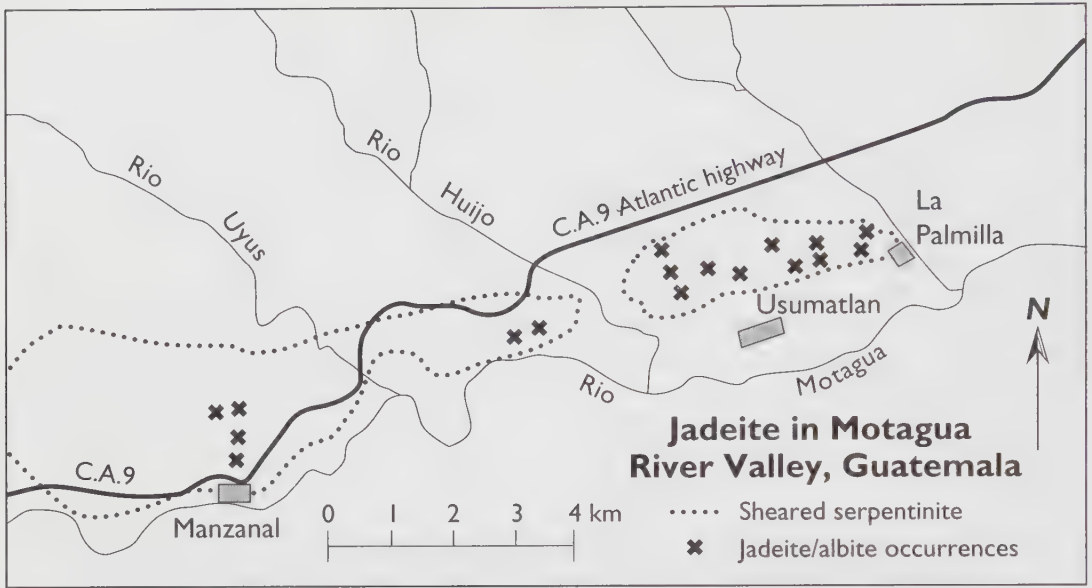 Rio
Uyus
Rio
Huijo
C.A.9 Atlantic highway
La
Palmilla
Usumatlan
N
Rio
Motagua
C.A.9
Manzanal
Jadeite in Motagua
River Valley, Guatemala
0 1 2 3 4 km
Sheared serpentinite
Jadeite/albite occurrences